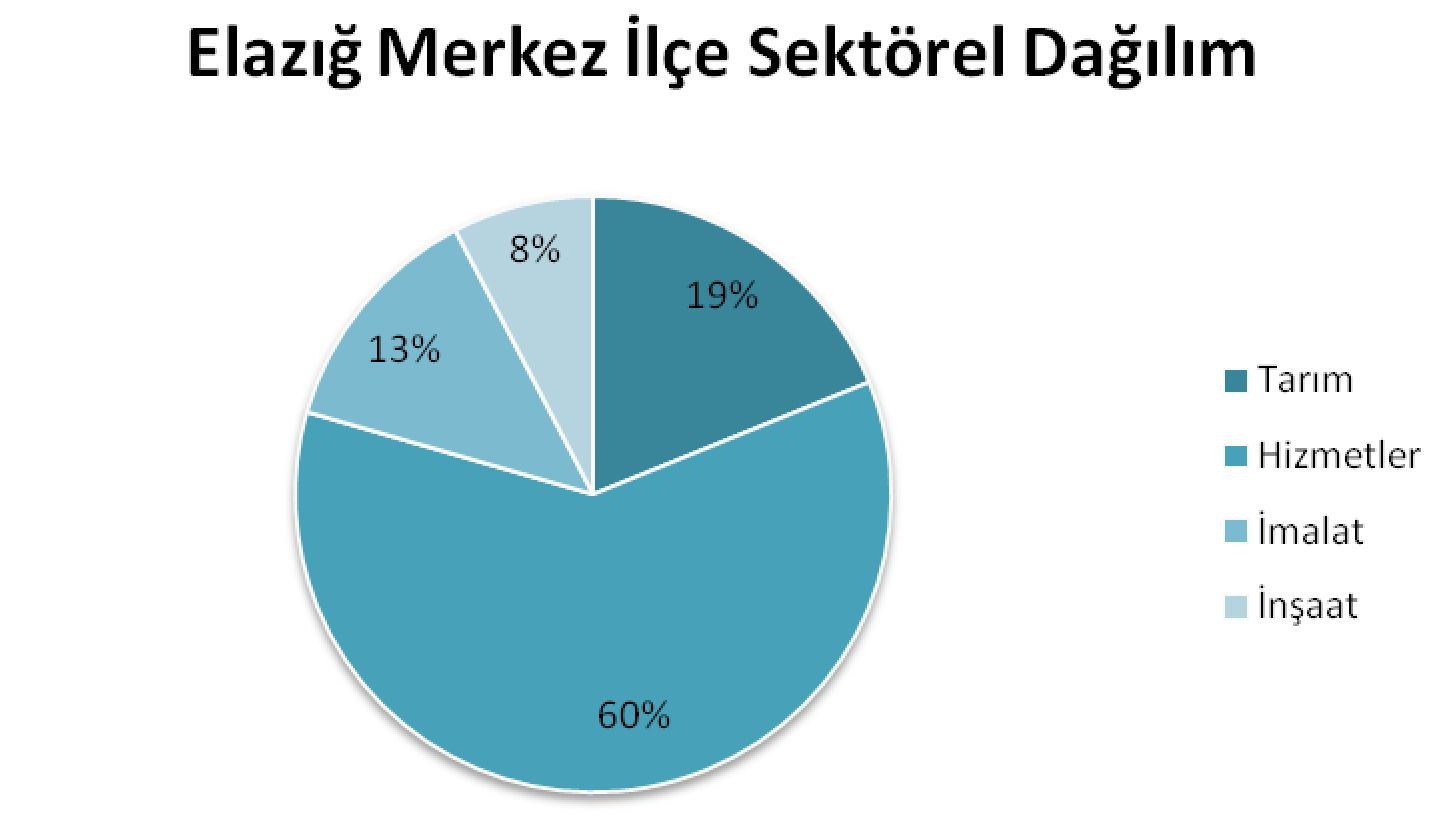 Elazığ Merkez İlçe Sektörel Dağılım
8%
19%
13%
60%
Tarım
Hizmetler
İmalat
İnşaat